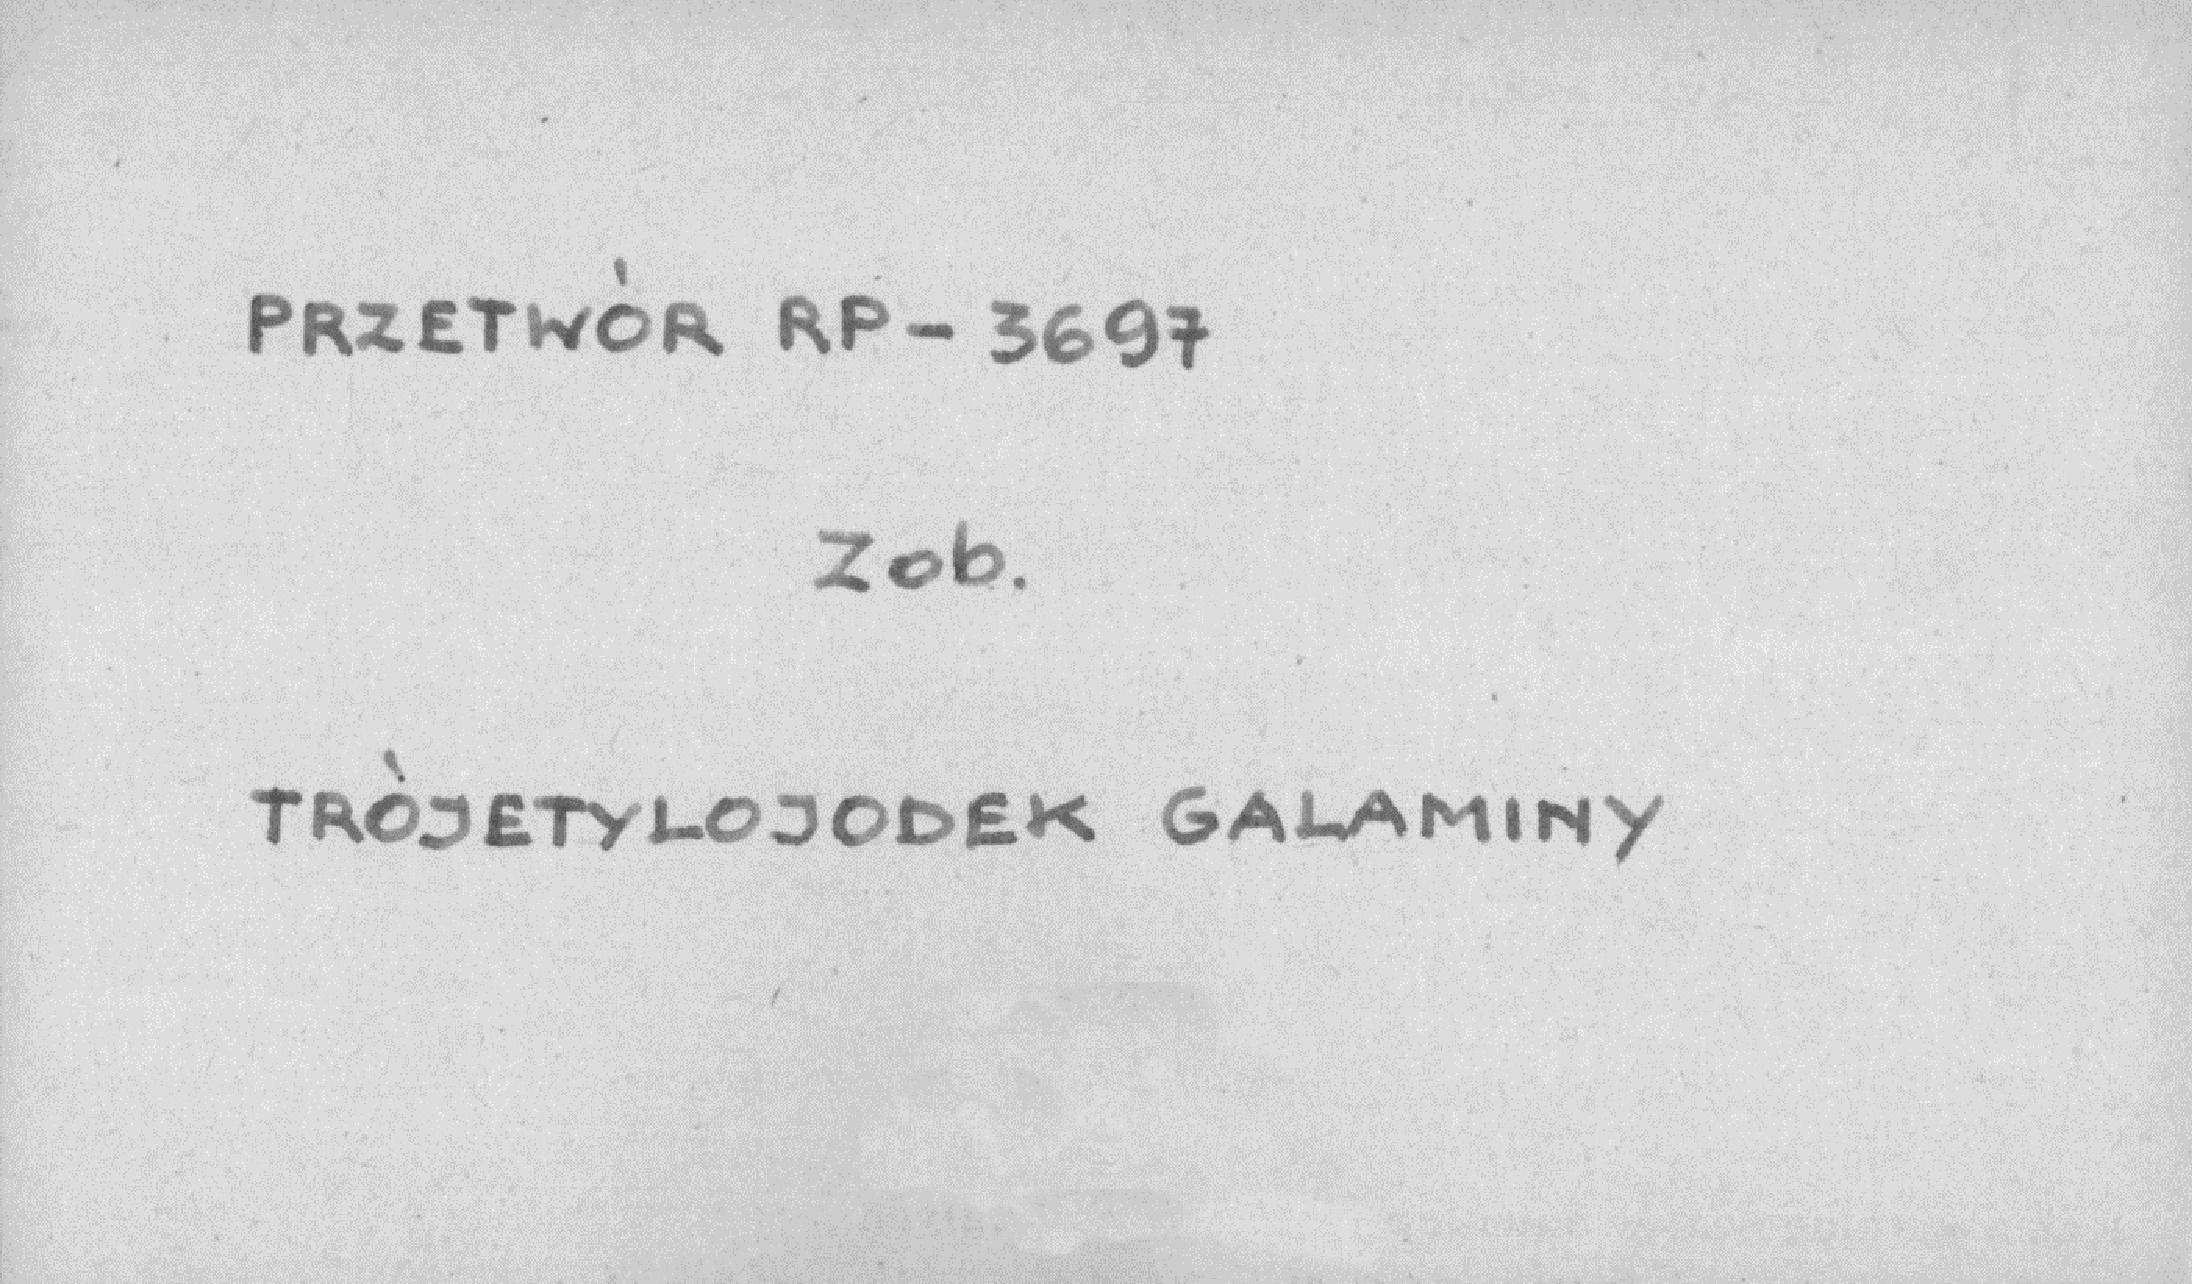 PRZETWÓR RP - 3697
Zob.
TRÓJETYLOJODEK GALAMINY